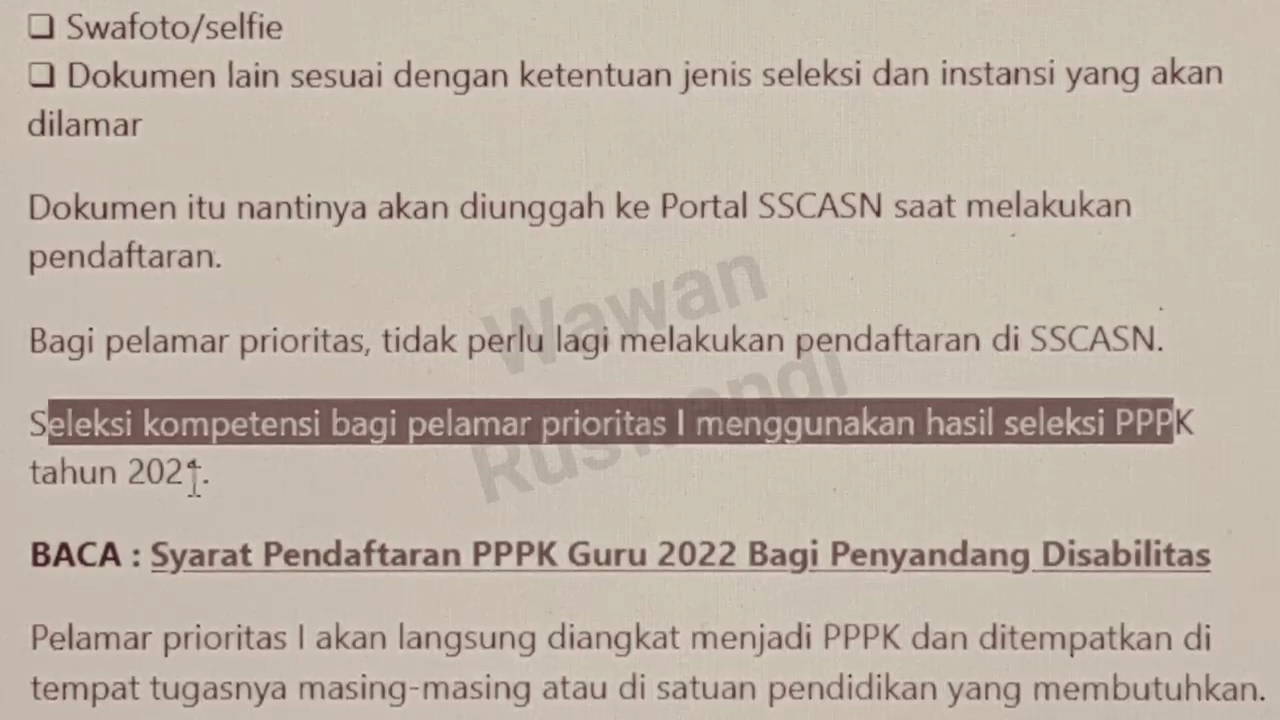 ❑ Swafoto/selfie
❑ Dokumen lain sesuai dengan ketentuan jenis seleksi dan instansi yang akan
dilamar
Dokumen itu nantinya akan diunggah ke Portal SSCASN saat melakukan
pendaftaran.
Bagi pelamar prioritas, tidak perlu lagi melakukan pendaftaran di SSCASN.
Seleksi kompetensi bagi pelamar prioritas I menggunakan hasil seleksi PPPK
tahun 2021.
BACA : Syarat Pendaftaran PPPK Guru 2022 Bagi Penyandang Disabilitas
Pelamar prioritas I akan langsung diangkat menjadi PPPK dan ditempatkan di
tempat tugasnya masing-masing atau di satuan pendidikan yang membutuhkan.
Wawan
Ruswendi